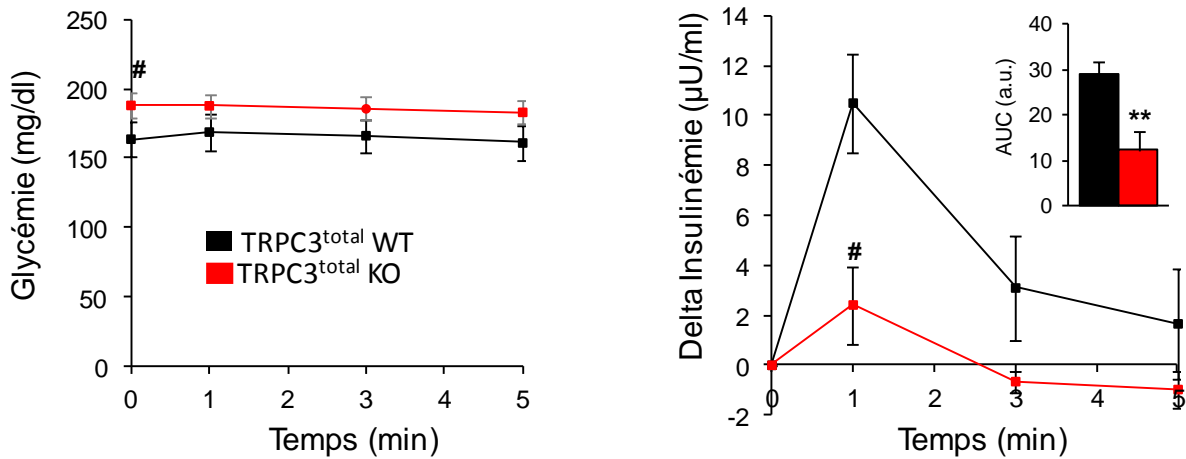 Glycémie (mg/dl)
250
200
150
100
50
0
#
TRPC3total WT
TRPC3total KO
0 1 2 3 4 5
Temps (min)
Delta Insulinémie (µU/ml)
14
12
10
8
6
4
2
0
-2
#
0 1 2 3 4 5
Temps (min)
AUC (a.u.)
40
30
20
10
0
**